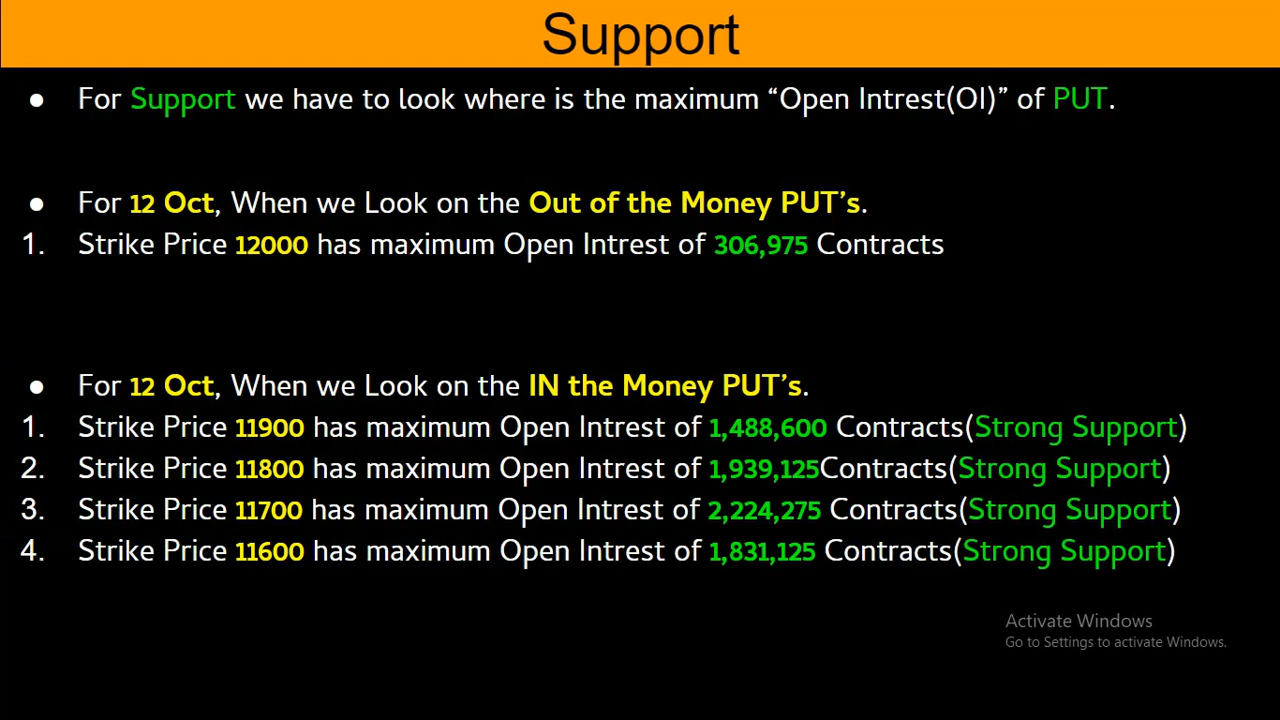 Support
● For Support we have to look where is the maximum “Open Intrest(OI)” of PUT.
● For 12 Oct, When we Look on the Out of the Money PUT’s.
1. Strike Price 12000 has maximum Open Intrest of 306,975 Contracts
● For 12 Oct, When we Look on the IN the Money PUT’s.
1. Strike Price 11900 has maximum Open Intrest of 1,488,600 Contracts(Strong Support)
2. Strike Price 11800 has maximum Open Intrest of 1,939,125Contracts(Strong Support)
3. Strike Price 11700 has maximum Open Intrest of 2,224,275 Contracts(Strong Support)
4. Strike Price 11600 has maximum Open Intrest of 1,831,125 Contracts(Strong Support)
Activate Windows
Go to Settings to activate Windows.